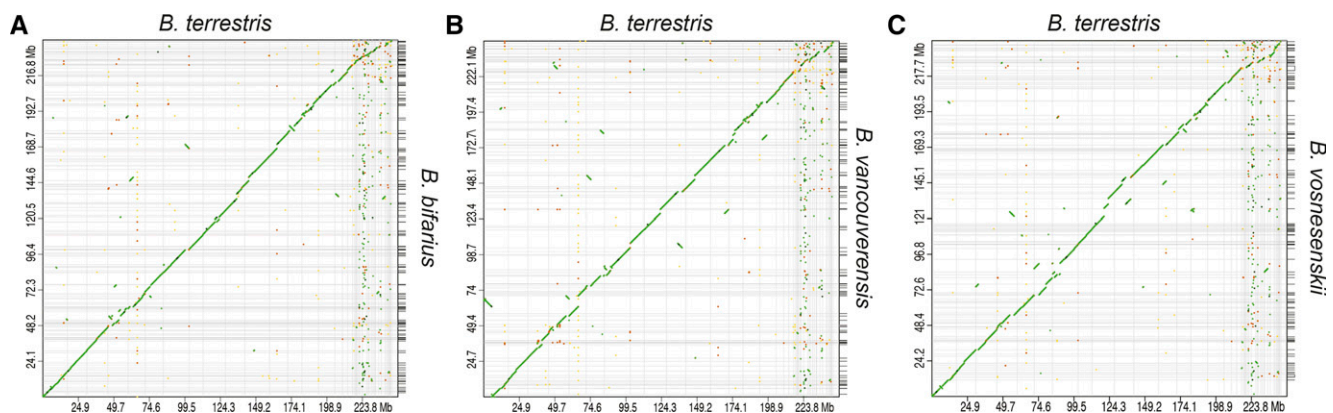 A
B. terrestris
216.8 Mb
192.7
168.7
144.6
120.5
96.4
72.3
48.2
24.1
24.9 49.7 74.6 99.5 124.3 149.2 174.1 198.9 223.8 Mb
B. bifarius
B
B. terrestris
222.1 Mb
197.4
172.7
148.1
123.4
98.7
74
49.4
24.7
24.9 49.7 74.6 99.5 124.3 149.2 174.1 198.9 223.8 Mb
B. vancouverensis
C
B. terrestris
217.7 Mb
193.5
169.3
145.1
121
96.8
72.6
48.4
24.2
24.9 49.7 74.6 99.5 124.3 149.2 174.1 198.9 223.8 Mb
B. vosnesenskii